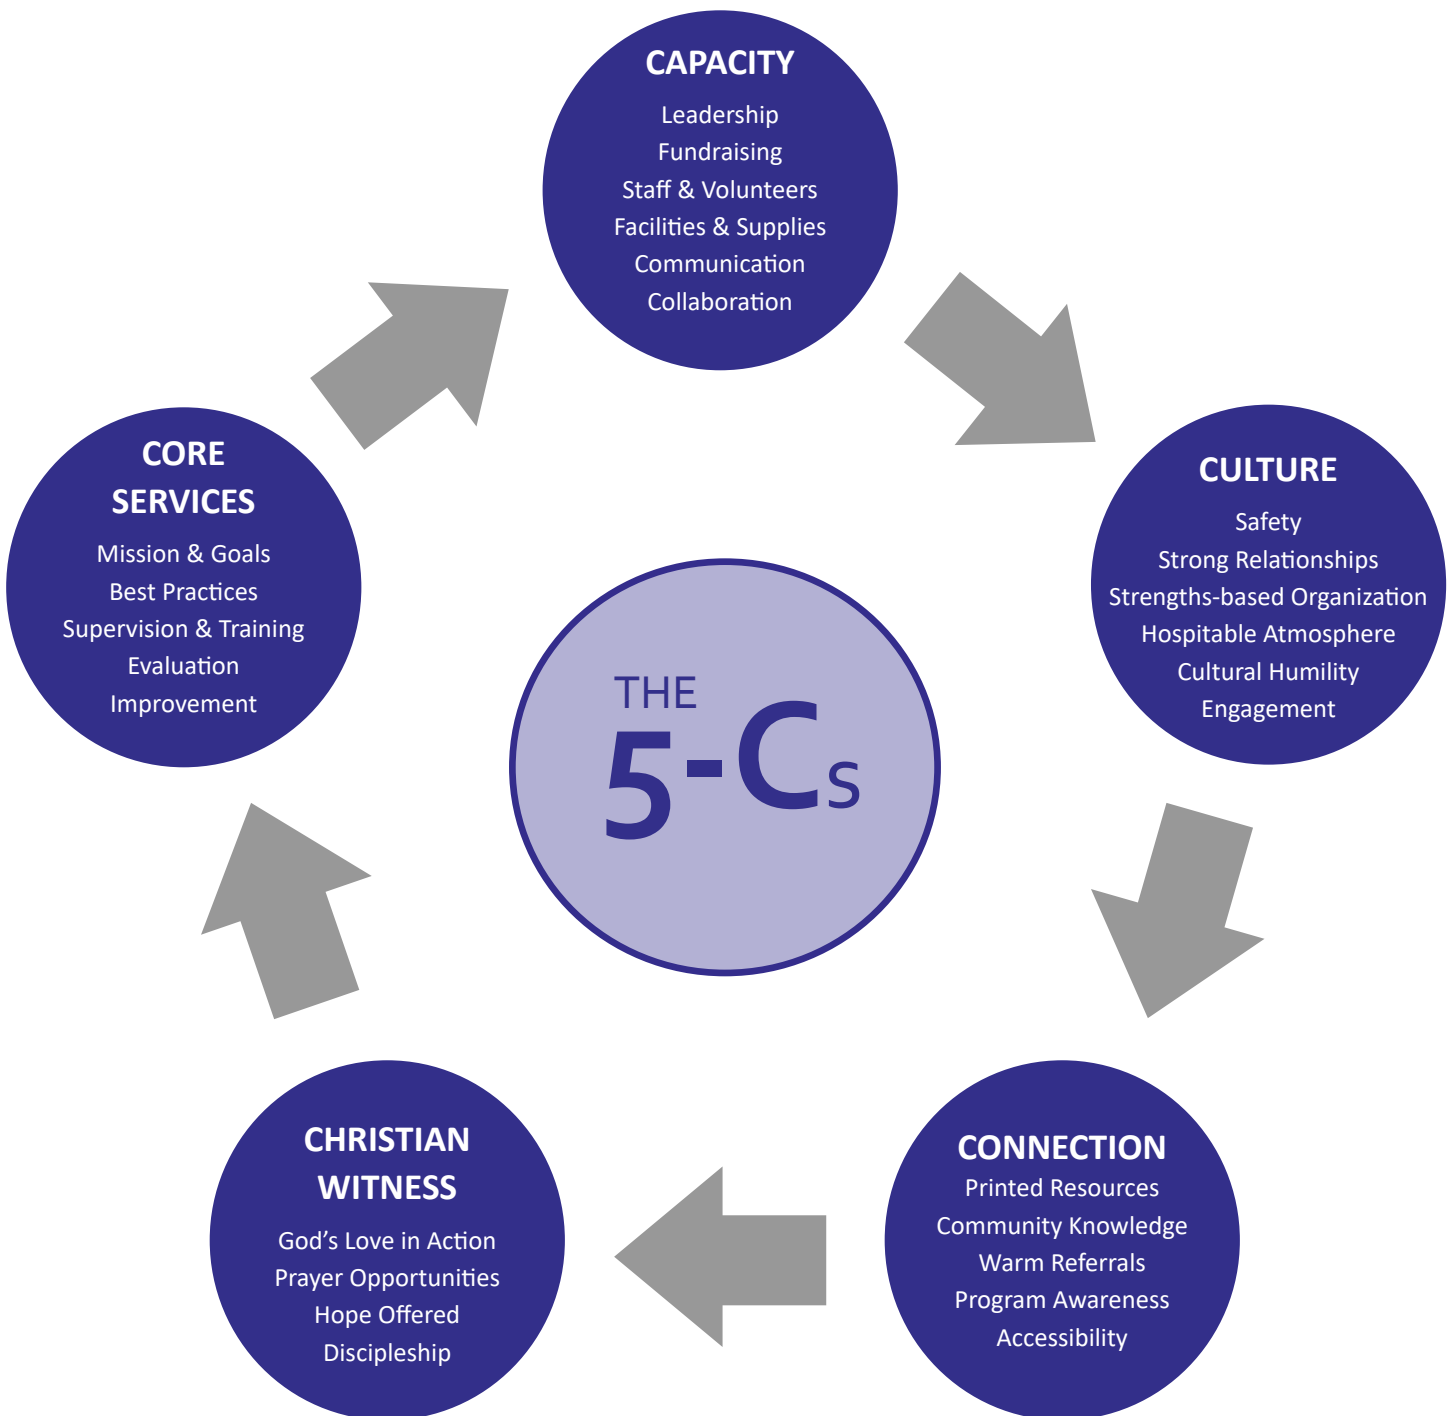 CAPACITY
Leadership
Fundraising
Staff & Volunteers
Facilities & Supplies
Communication
Collaboration
CULTURE
Safety
Strong Relationships
Strengths-based Organization
Hospitable Atmosphere
Cultural Humility
Engagement
CONNECTION
Printed Resources
Community Knowledge
Warm Referrals
Program Awareness
Accessibility
CHRISTIAN
WITNESS
God’s Love in Action
Prayer Opportunities
Hope Offered
Discipleship
CORE
SERVICES
Mission & Goals
Best Practices
Supervision & Training
Evaluation
Improvement
THE
5-Cs